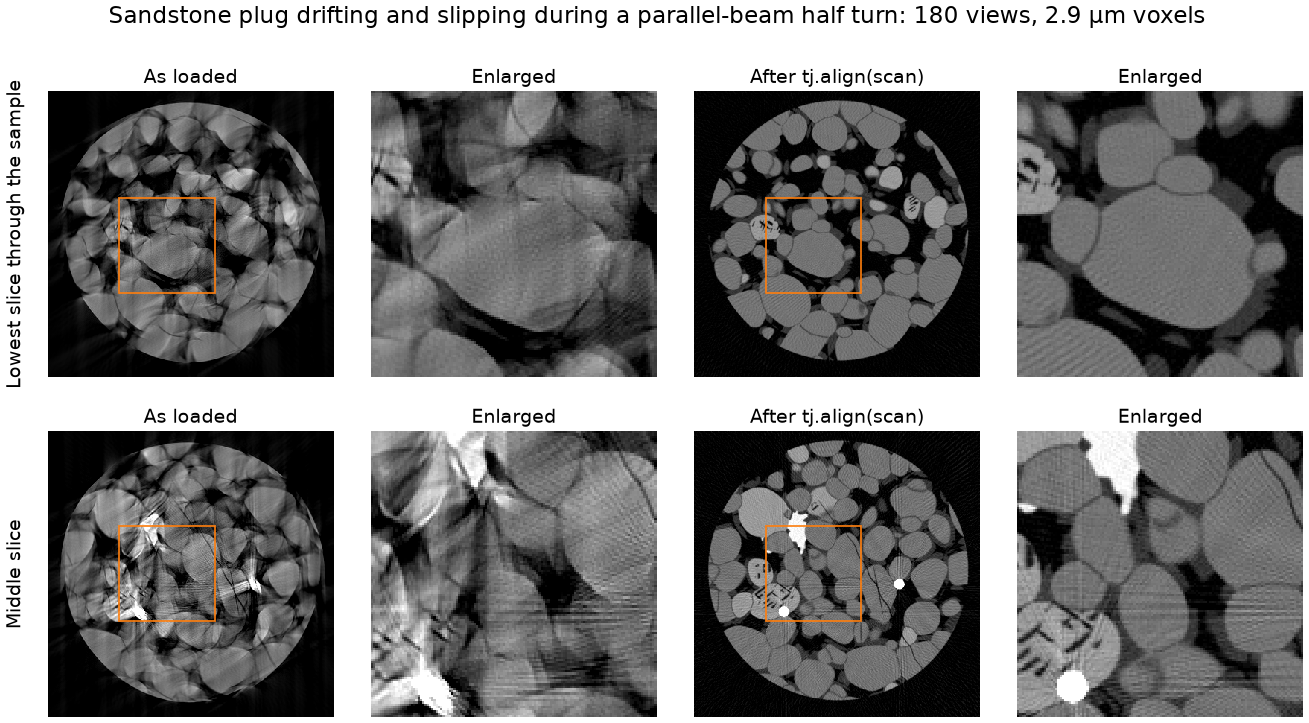 Sandstone plug drifting and slipping during a parallel-beam half turn: 180 views, 2.9 µm voxels
As loaded
Enlarged
After tj.align(scan)
Enlarged
Lowest slice through the sample
As loaded
Enlarged
After tj.align(scan)
Enlarged
Middle slice